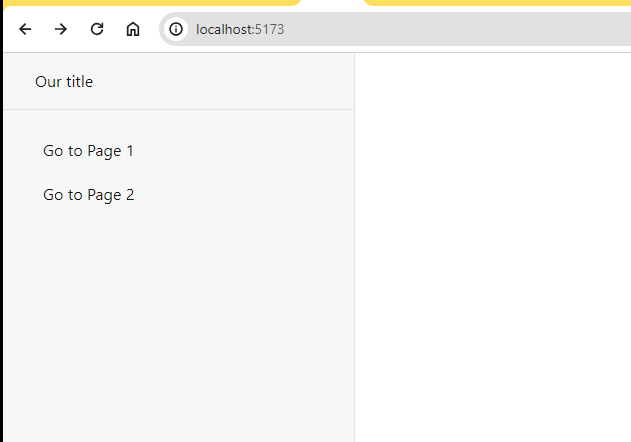 localhost:5173
Our title
Go to Page 1
Go to Page 2